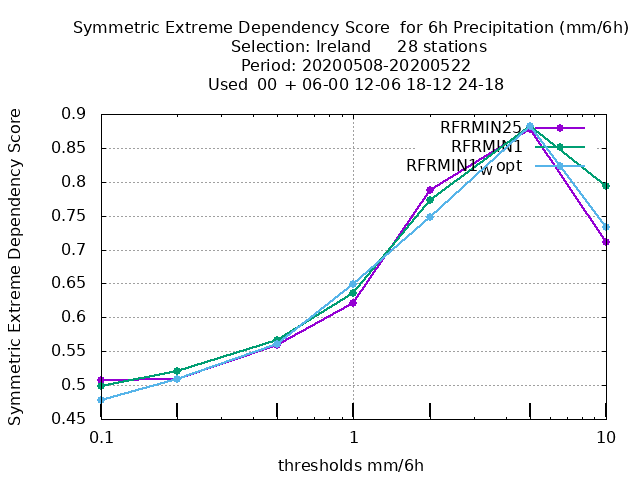 Symmetric Extreme Dependency Score for 6h Precipitation (mm/6h)
Selection: Ireland 28 stations
Period: 20200508-20200522
Used 00 + 06-00 12-06 18-12 24-18
Symmetric Extreme Dependency Score
0.9
0.85
0.8
0.75
0.7
0.65
0.6
0.55
0.5
0.45
RFRMIN25
RFRMIN1
RFRMIN1wopt
0.1
1
10
thresholds mm/6h